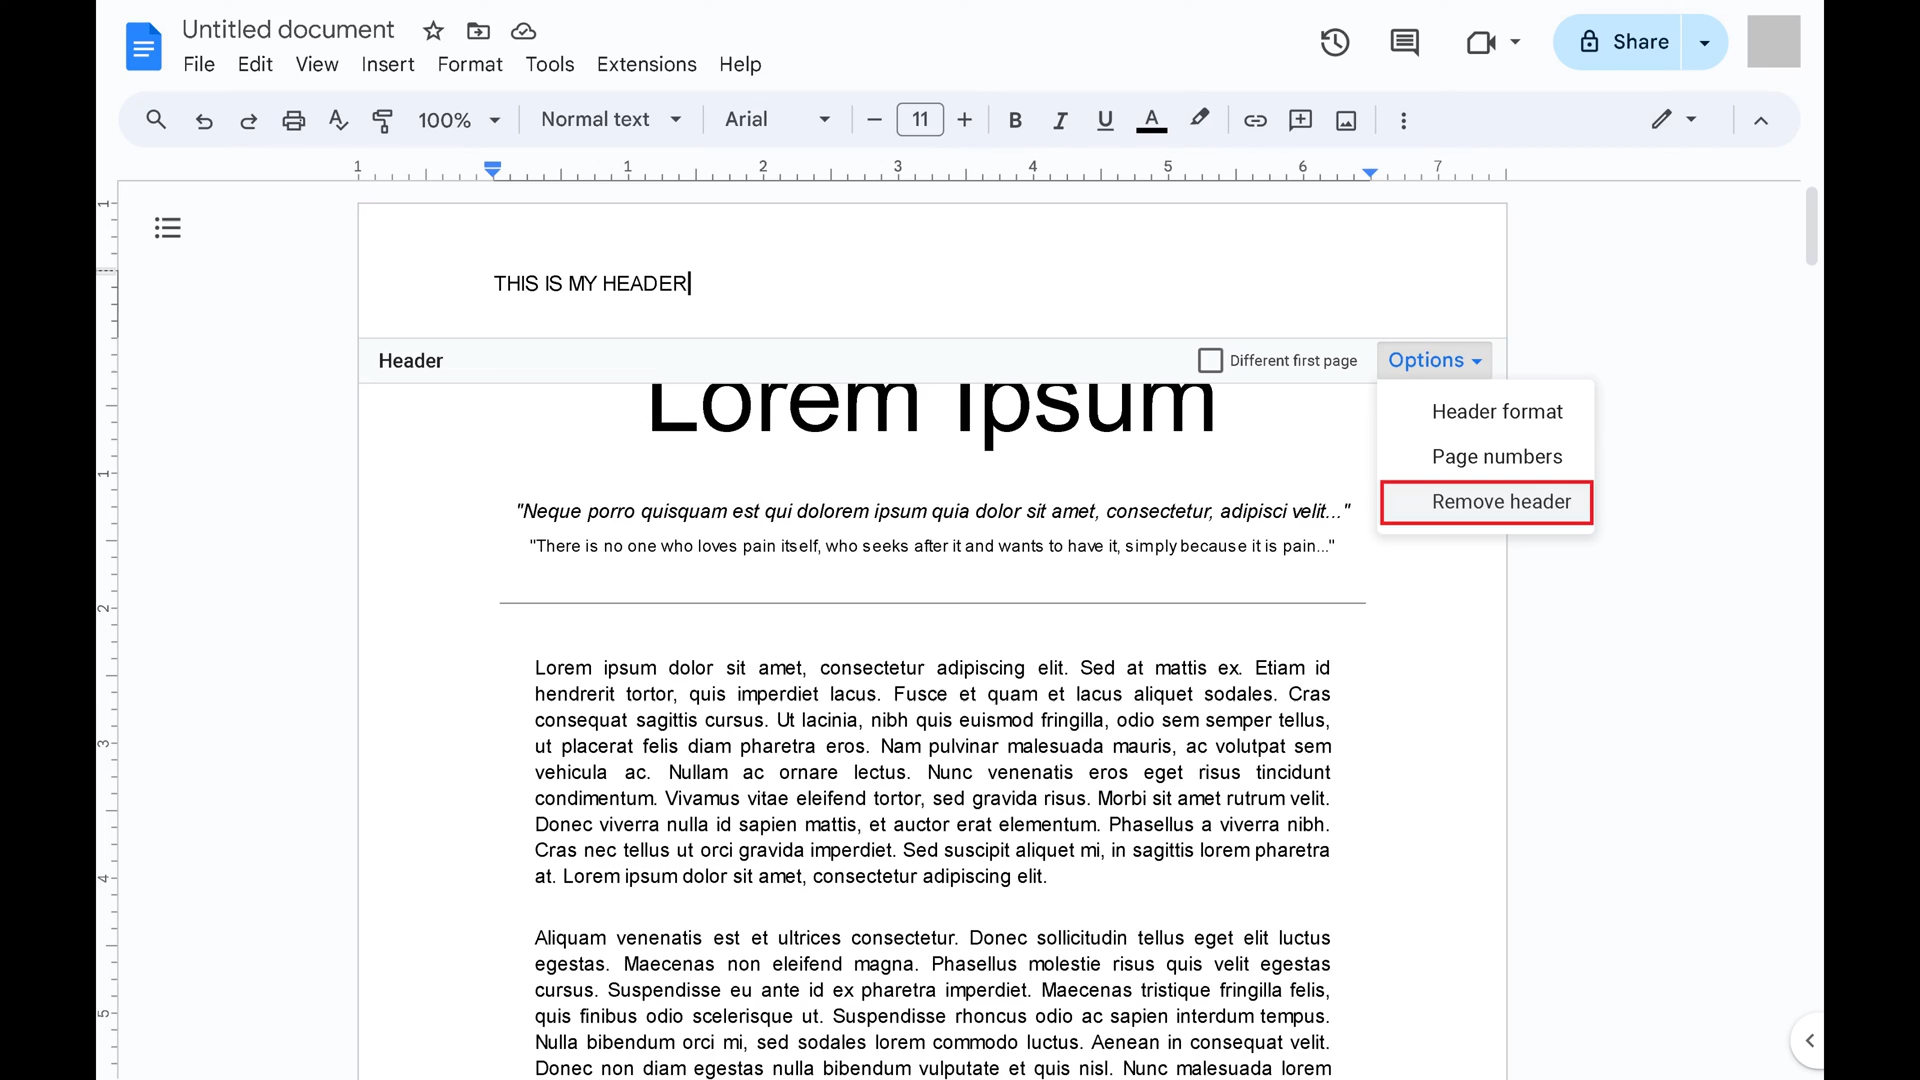 Untitled document
File Edit View Insert Format Tools Extensions Help
Share
100% Normal text Arial 11 B I U A
1 1 2 3 4 5 6 7
THIS IS MY HEADER
Header Different first page Options
Header format
Page numbers
Remove header
Lorem Ipsum
"Neque porro quisquam est qui dolorem ipsum quia dolor sit amet, consectetur, adipisci velit..."
"There is no one who loves pain itself, who seeks after it and wants to have it, simply because it is pain..."
Lorem ipsum dolor sit amet, consectetur adipiscing elit. Sed at mattis ex. Etiam id
hendrerit tortor, quis imperdiet lacus. Fusce et quam et lacus aliquet sodales. Cras
consequat sagittis cursus. Ut lacinia, nibh quis euismod fringilla, odio sem semper tellus,
ut placerat felis diam pharetra eros. Nam pulvinar malesuada mauris, ac volutpat sem
vehicula ac. Nullam ac ornare lectus. Nunc venenatis eros eget risus tincidunt
condimentum. Vivamus vitae eleifend tortor, sed gravida risus. Morbi sit amet rutrum velit.
Donec viverra nulla id sapien mattis, et auctor erat elementum. Phasellus a viverra nibh.
Cras nec tellus ut orci gravida imperdiet. Sed suscipit aliquet mi, in sagittis lorem pharetra
at. Lorem ipsum dolor sit amet, consectetur adipiscing elit.
Aliquam venenatis est et ultrices consectetur. Donec sollicitudin tellus eget elit luctus
egestas. Maecenas non eleifend magna. Phasellus molestie risus quis velit egestas
cursus. Suspendisse eu ante id ex pharetra imperdiet. Maecenas tristique fringilla felis,
quis finibus odio scelerisque ut. Suspendisse rhoncus odio ac sapien interdum tempus.
Nulla bibendum orci mi, sed sodales lorem commodo luctus. Aenean in consequat velit.
Donec non diam egestas nulla bibendum vulputate et quis nisl. Nunc malesuada lorem
1
1
2
3
4
5